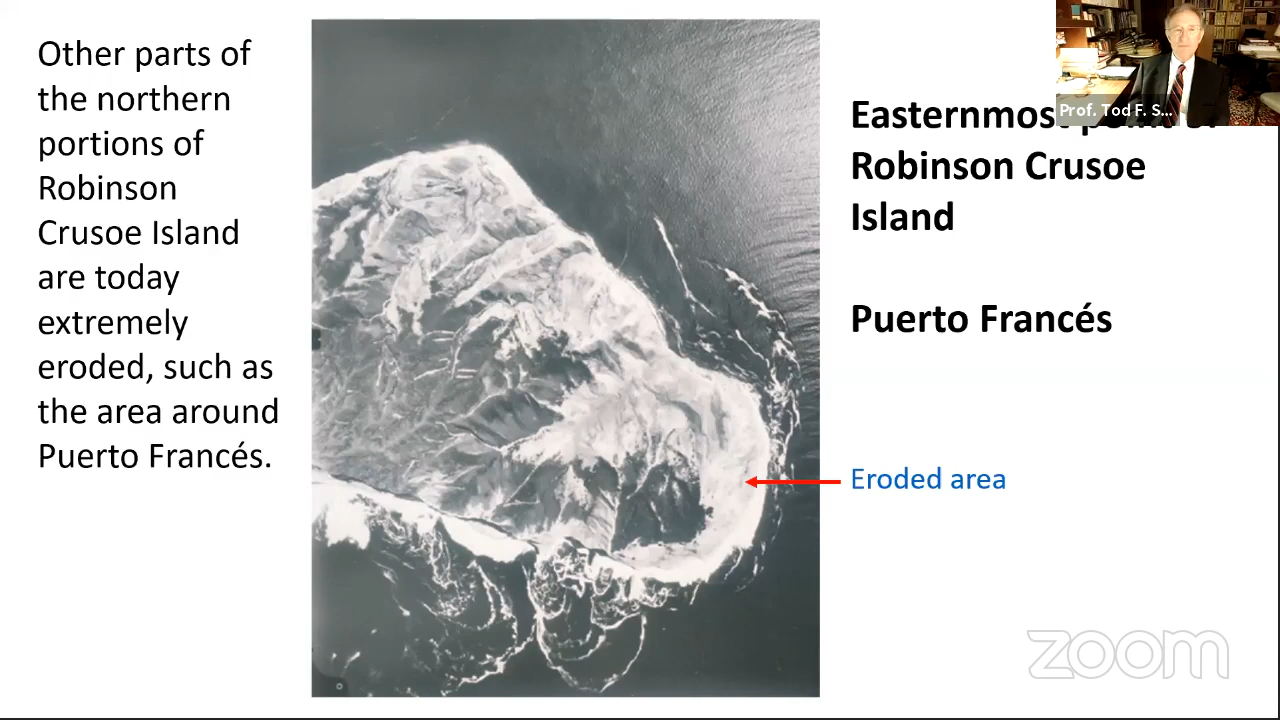 Other parts of
the northern
portions of
Robinson
Crusoe Island
are today
extremely
eroded, such as
the area around
Puerto Francés.
Prof. Tod F. S...
Easternmost
Robinson Crusoe
Island
Puerto Francés
Eroded area
zoom